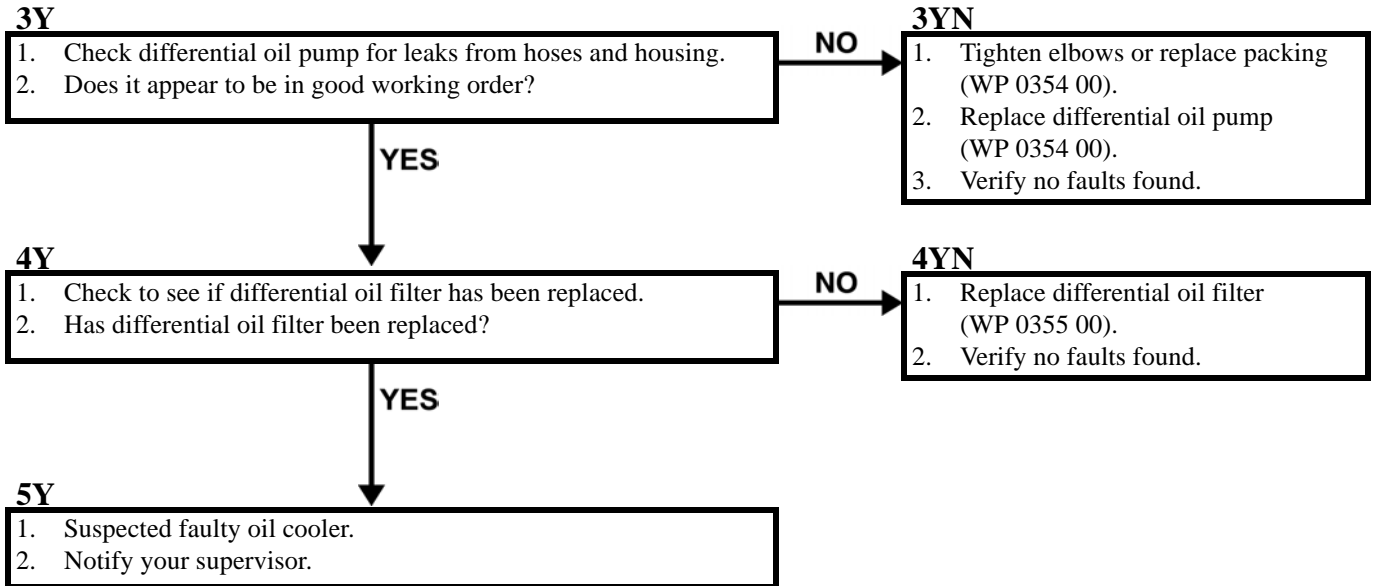 3Y
1. Check differential oil pump for leaks from hoses and housing.
2. Does it appear to be in good working order?
NO
3YN
1. Tighten elbows or replace packing
(WP 0354 00).
2. Replace differential oil pump
(WP 0354 00).
3. Verify no faults found.
YES
4Y
1. Check to see if differential oil filter has been replaced.
2. Has differential oil filter been replaced?
NO
4YN
1. Replace differential oil filter
(WP 0355 00).
2. Verify no faults found.
YES
5Y
1. Suspected faulty oil cooler.
2. Notify your supervisor.